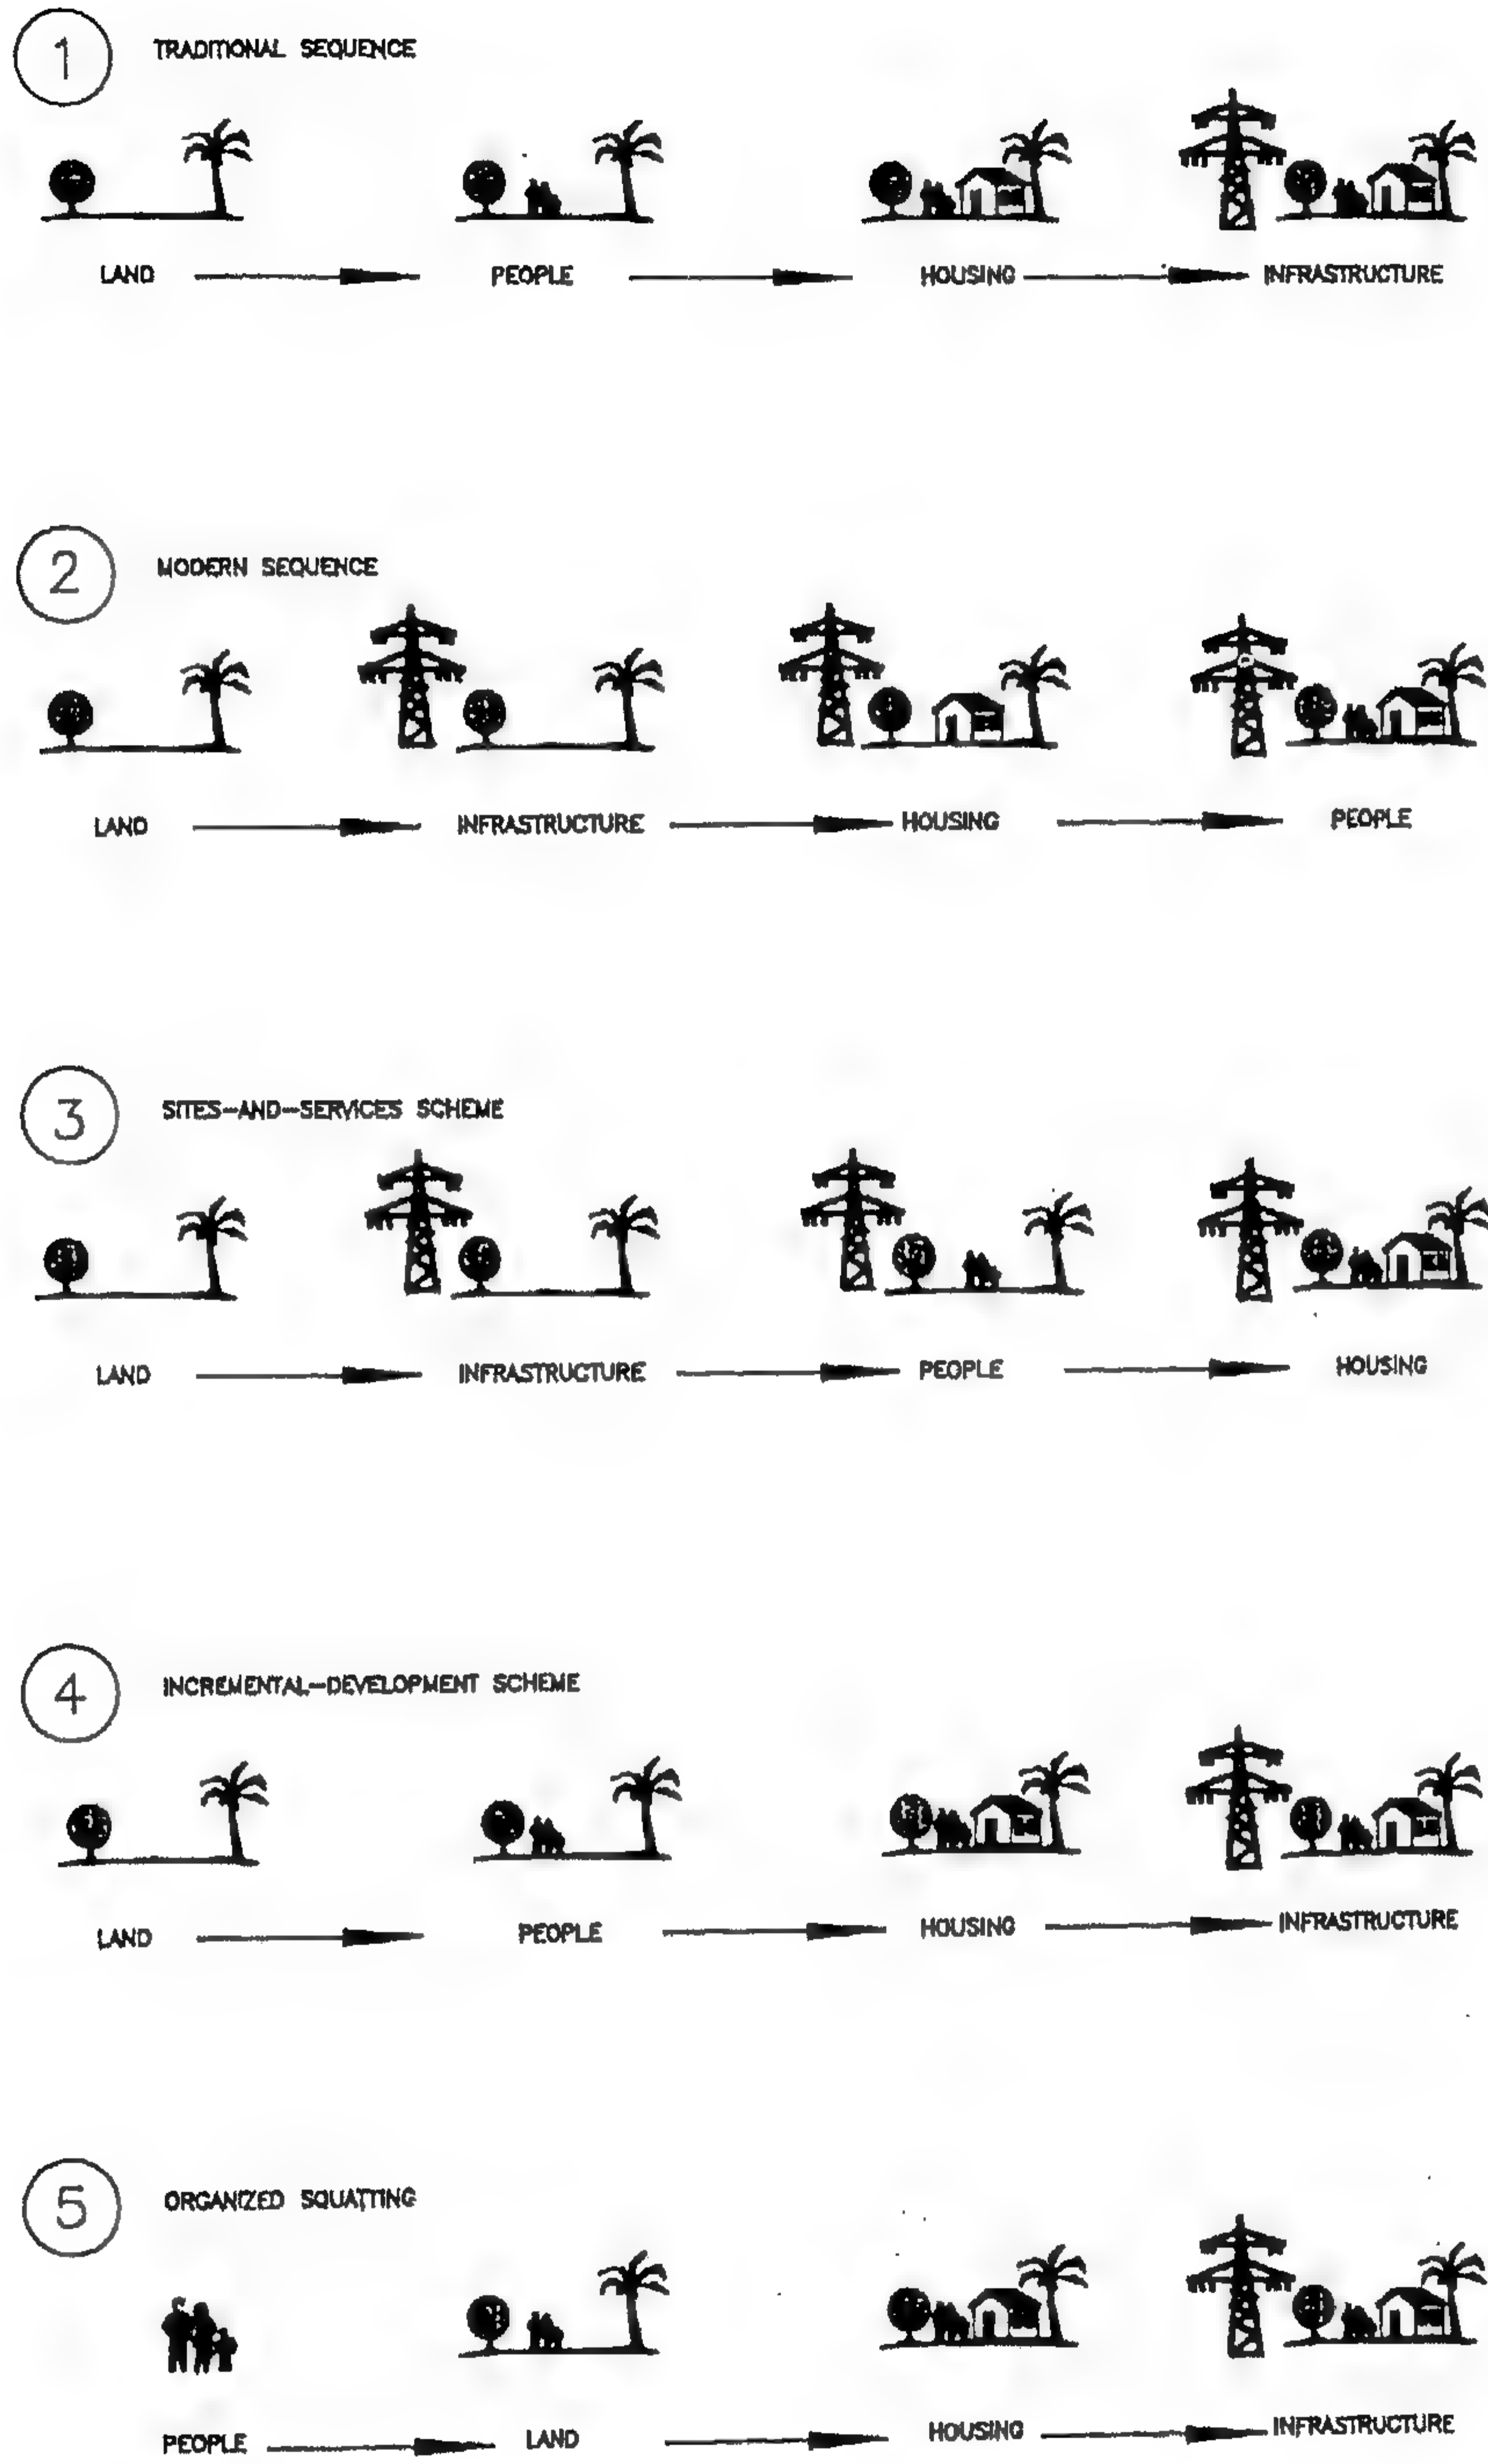 1
TRADITIONAL SEQUENCE
LAND PEOPLE HOUSING INFRASTRUCTURE
2
MODERN SEQUENCE
LAND INFRASTRUCTURE HOUSING PEOPLE
3
SITES-AND-SERVICES SCHEME
LAND INFRASTRUCTURE PEOPLE HOUSING
4
INCREMENTAL-DEVELOPMENT SCHEME
LAND PEOPLE HOUSING INFRASTRUCTURE
5
ORGANIZED SQUATTING
PEOPLE LAND HOUSING INFRASTRUCTURE